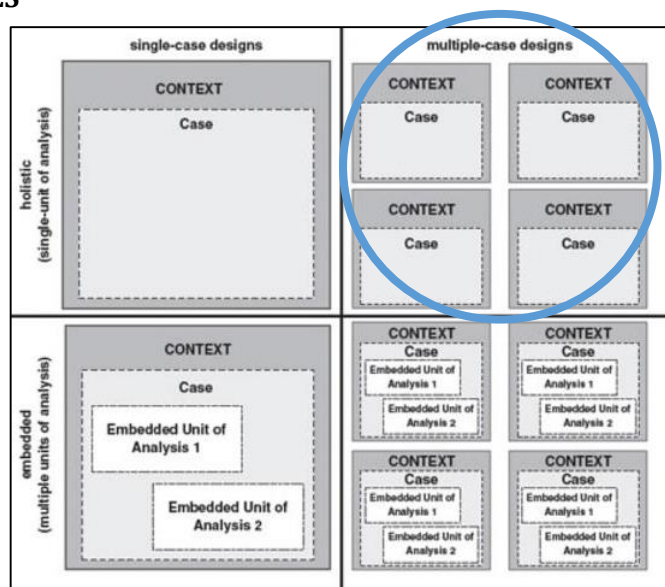 single-case designs
multiple-case designs
holistic
(single-unit of analysis)
CONTEXT
Case
CONTEXT
Case
CONTEXT
Case
CONTEXT
Case
CONTEXT
Case
embedded
(multiple units of analysis)
CONTEXT
Case
Embedded Unit of
Analysis 1
Embedded Unit of
Analysis 2
CONTEXT
Case
Embedded Unit of
Analysis 1
Embedded Unit of
Analysis 2
CONTEXT
Case
Embedded Unit of
Analysis 1
Embedded Unit of
Analysis 2
CONTEXT
Case
Embedded Unit of
Analysis 1
Embedded Unit of
Analysis 2
CONTEXT
Case
Embedded Unit of
Analysis 1
Embedded Unit of
Analysis 2